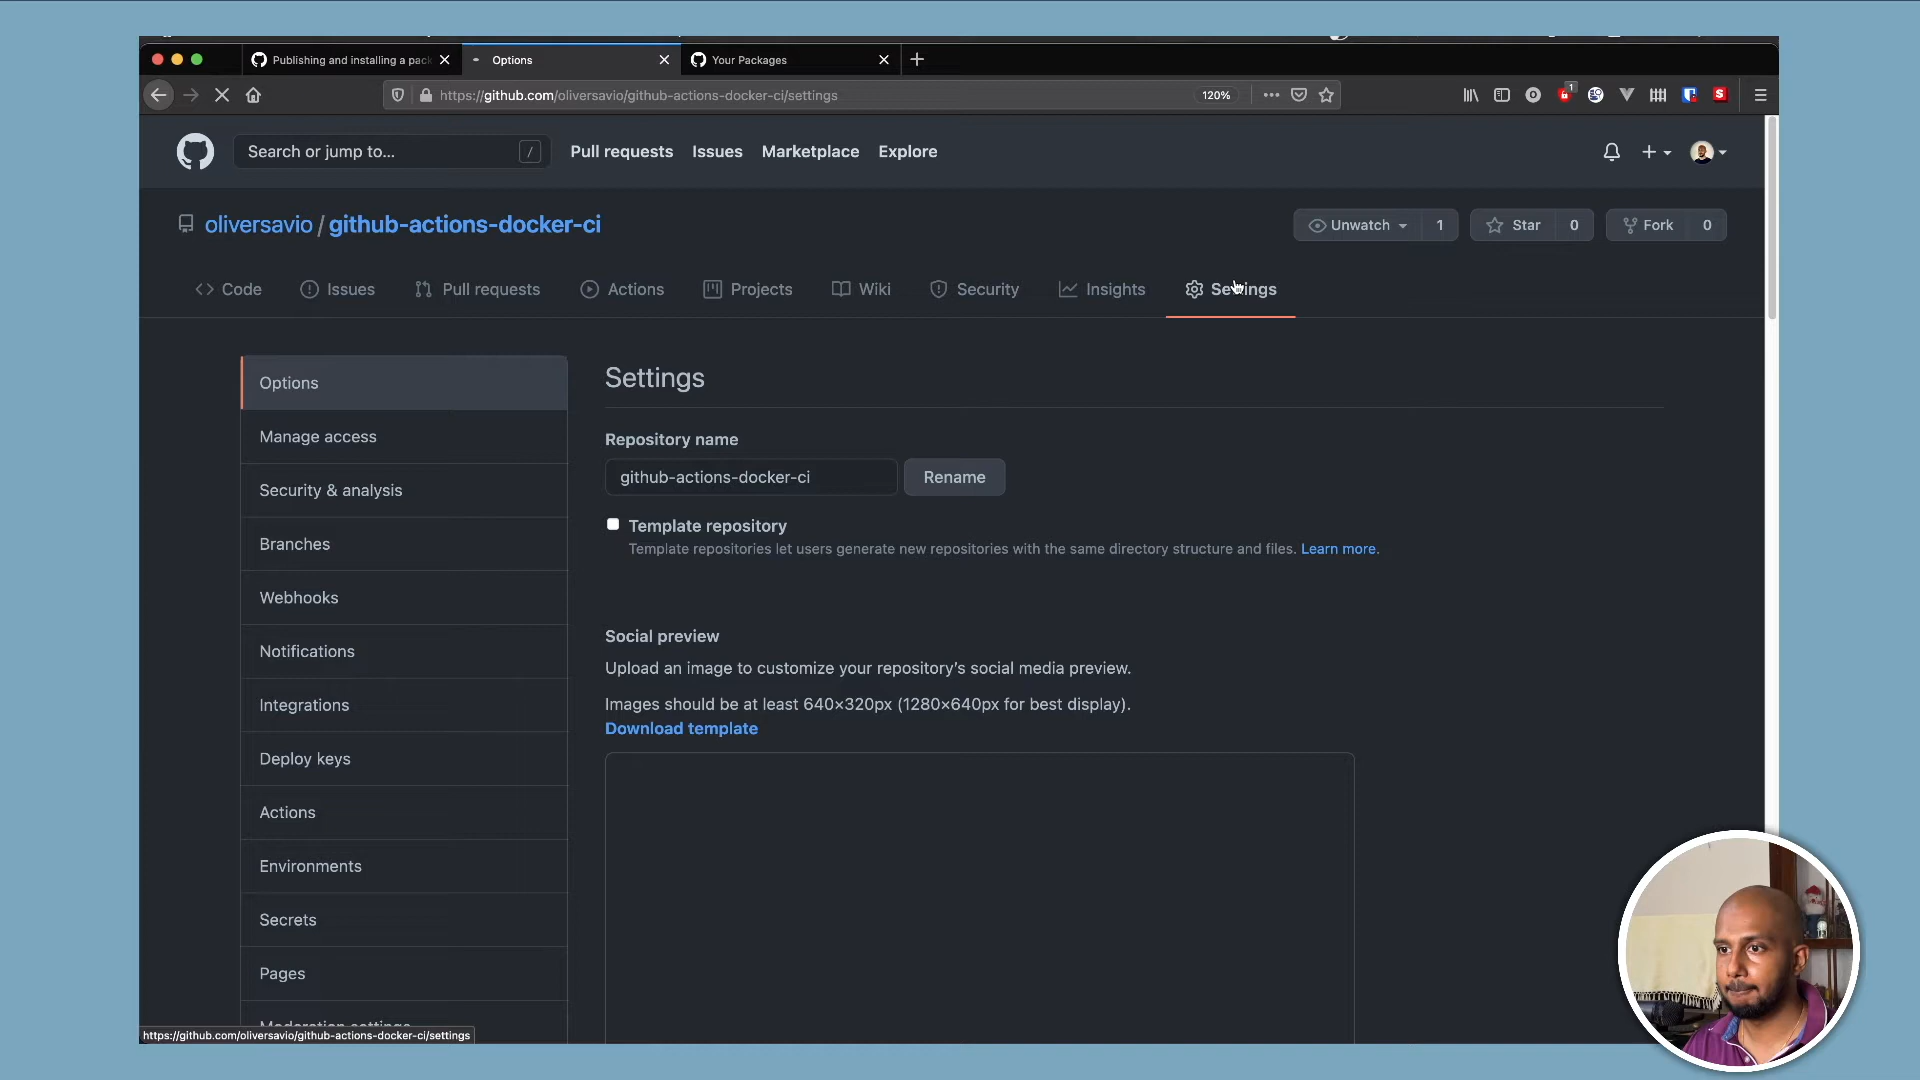 Publishing and installing a pack
Options
Your Packages
https://github.com/oliversavio/github-actions-docker-ci/settings
120%
1
Search or jump to...
/
Pull requests
Issues
Marketplace
Explore
oliversavio / github-actions-docker-ci
Unwatch
1
Star
0
Fork
0
Code
Issues
Pull requests
Actions
Projects
Wiki
Security
Insights
Settings
Options
Manage access
Security & analysis
Branches
Webhooks
Notifications
Integrations
Deploy keys
Actions
Environments
Secrets
Pages
Moderation settings
Settings
Repository name
github-actions-docker-ci
Rename
Template repository
Template repositories let users generate new repositories with the same directory structure and files. Learn more.
Social preview
Upload an image to customize your repository’s social media preview.
Images should be at least 640×320px (1280×640px for best display).
Download template
https://github.com/oliversavio/github-actions-docker-ci/settings